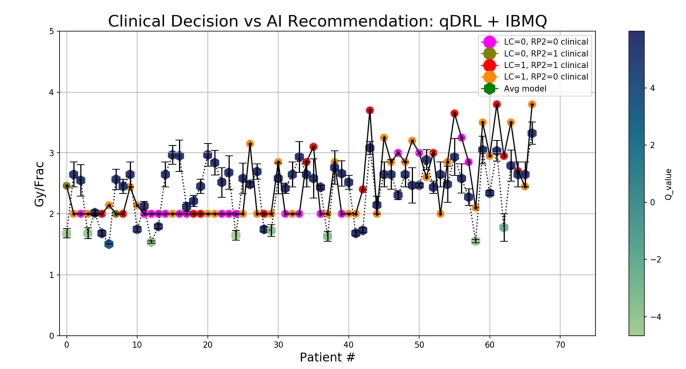 Clinical Decision vs AI Recommendation: qDRL + IBMQ
5
4
3
2
1
0
Gy/Frac
LC=0, RP2=0 clinical
LC=0, RP2=1 clinical
LC=1, RP2=1 clinical
LC=1, RP2=0 clinical
Avg model
0
10
20
30
40
50
60
70
Patient #
4
2
0
−2
−4
Q_value